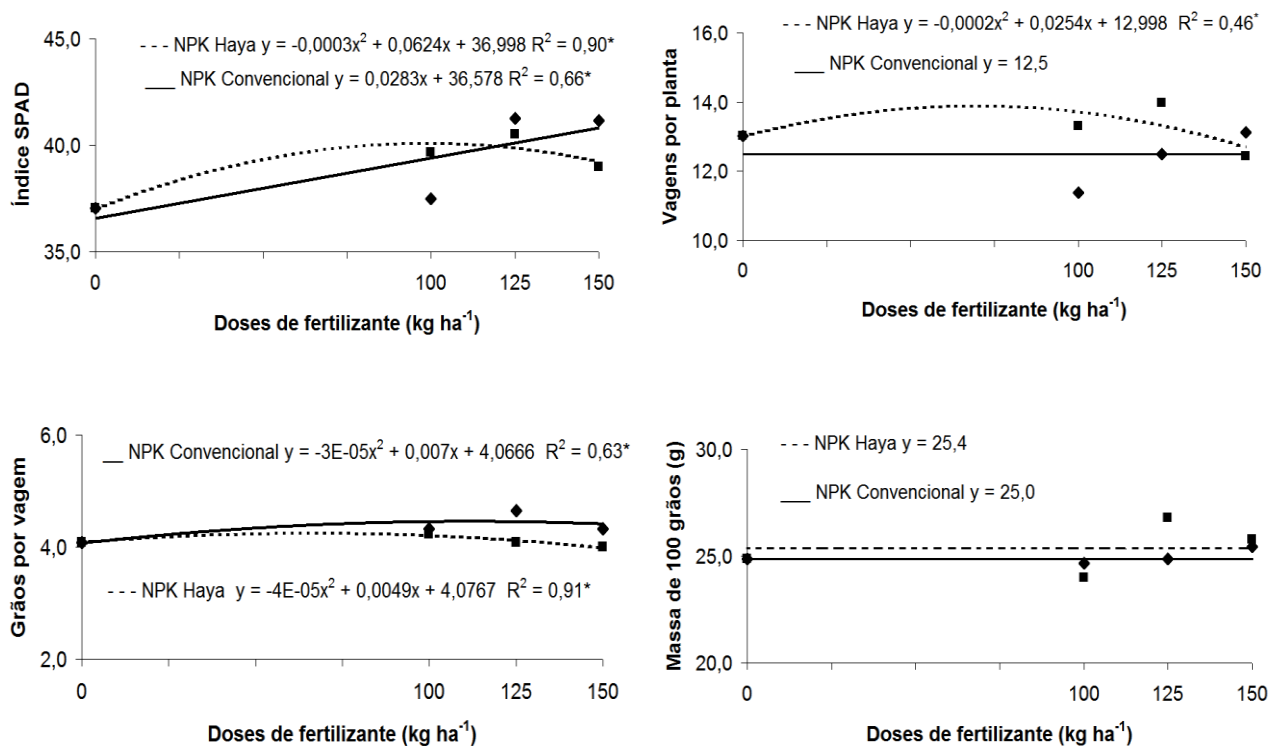 - - - NPK Haya y = -0,0003x² + 0,0624x + 36,998 R² = 0,90*
___ NPK Convencional y = 0,0283x + 36,578 R² = 0,66*
Índice SPAD
45,0
40,0
35,0
0
100
125
150
Doses de fertilizante (kg ha⁻¹)
- - - NPK Haya y = -0,0002x² + 0,0254x + 12,998 R² = 0,46*
___ NPK Convencional y = 12,5
Vagens por planta
16,0
14,0
12,0
10,0
0
100
125
150
Doses de fertilizante (kg ha⁻¹)
__ NPK Convencional y = -3E-05x² + 0,007x + 4,0666 R² = 0,63*
- - - NPK Haya y = -4E-05x² + 0,0049x + 4,0767 R² = 0,91*
Grãos por vagem
6,0
4,0
2,0
0
100
125
150
Doses de fertilizante (kg ha⁻¹)
- - - NPK Haya y = 25,4
___ NPK Convencional y = 25,0
Massa de 100 grãos (g)
30,0
25,0
20,0
0
100
125
150
Doses de fertilizante (kg ha⁻¹)